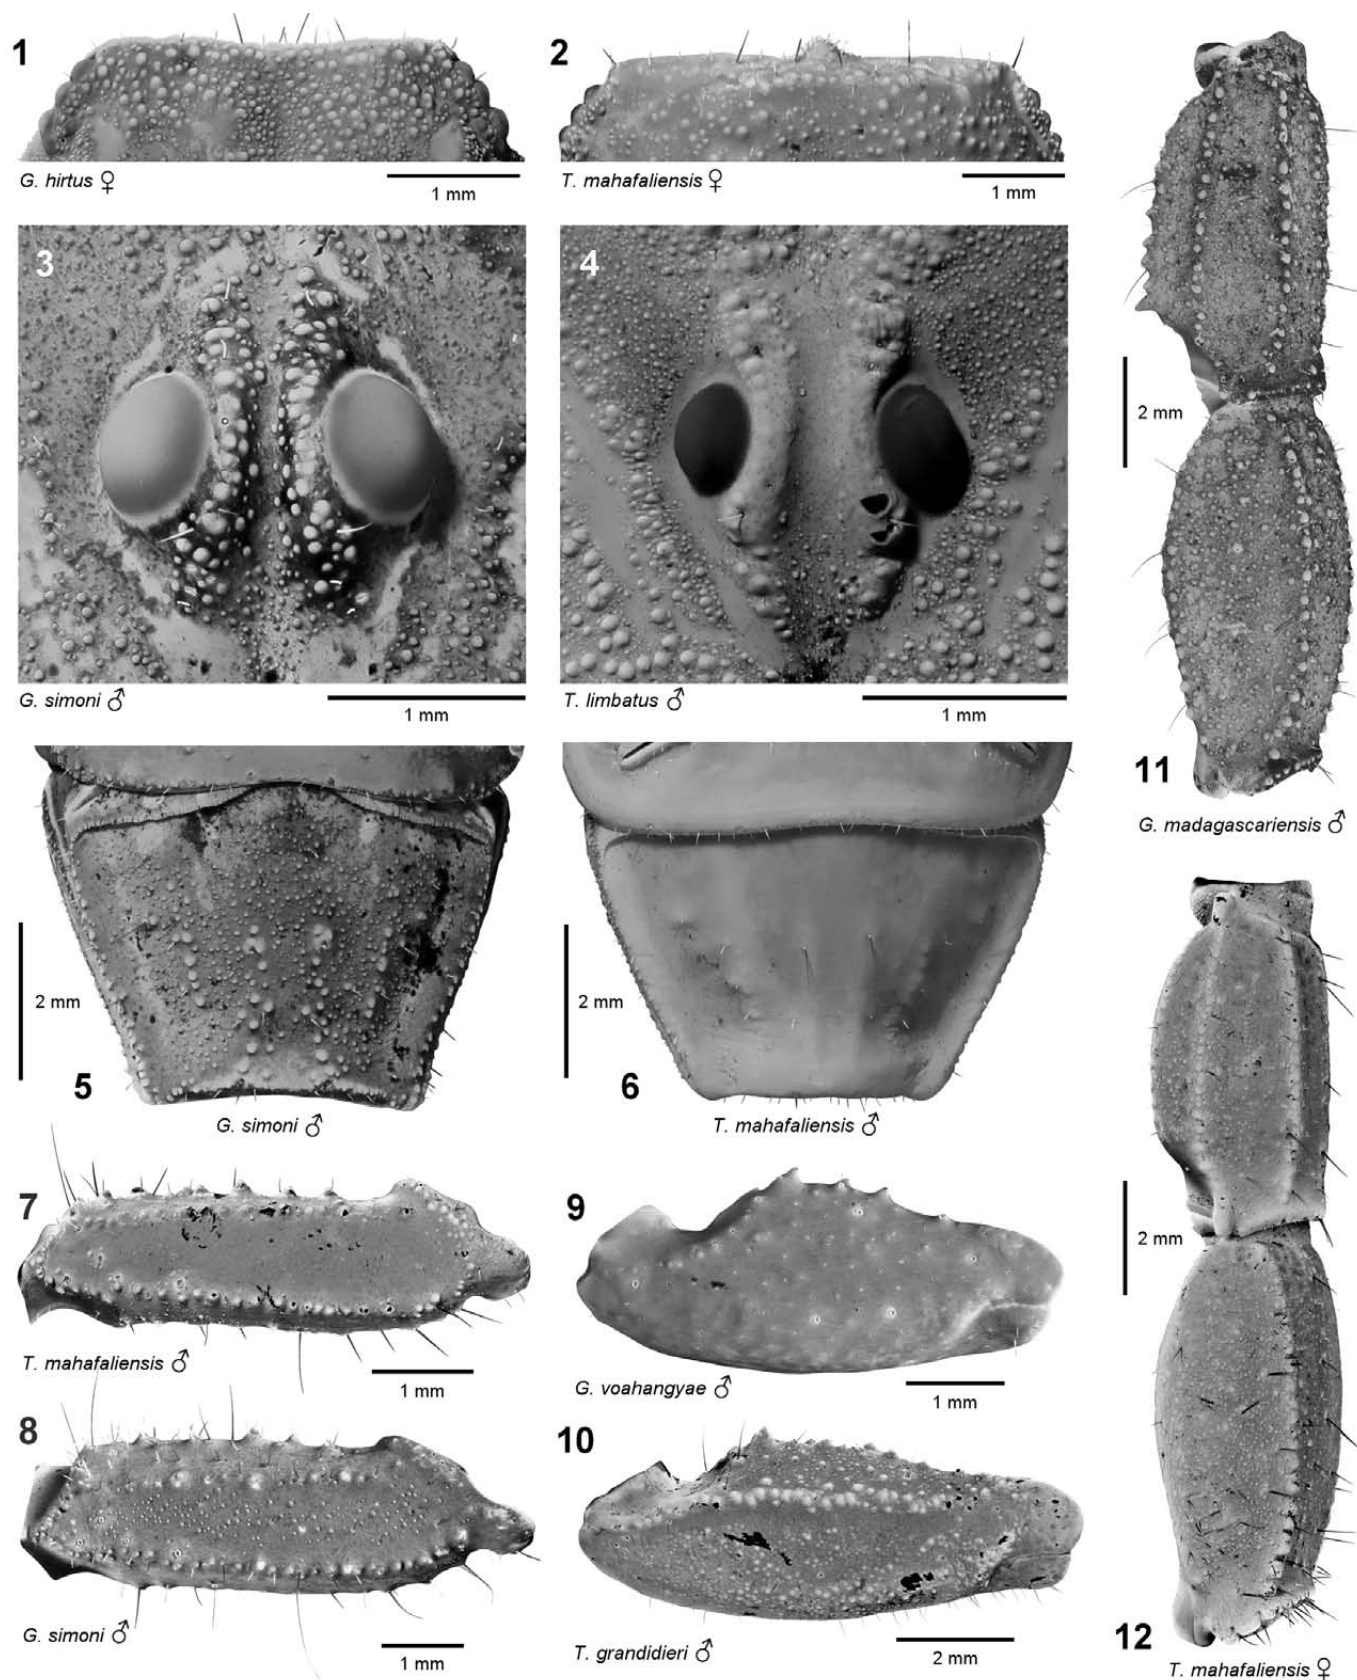 1
G. hirtus ♀
1 mm
2
T. mahafaliensis ♀
1 mm
3
G. simoni ♂
1 mm
4
T. limbatus ♂
1 mm
2 mm
5
G. simoni ♂
2 mm
6
T. mahafaliensis ♂
7
T. mahafaliensis ♂
1 mm
8
G. simoni ♂
1 mm
9
G. voahangyae ♂
1 mm
10
T. grandidieri ♂
2 mm
2 mm
11
G. madagascariensis ♂
2 mm
12
T. mahafaliensis ♀